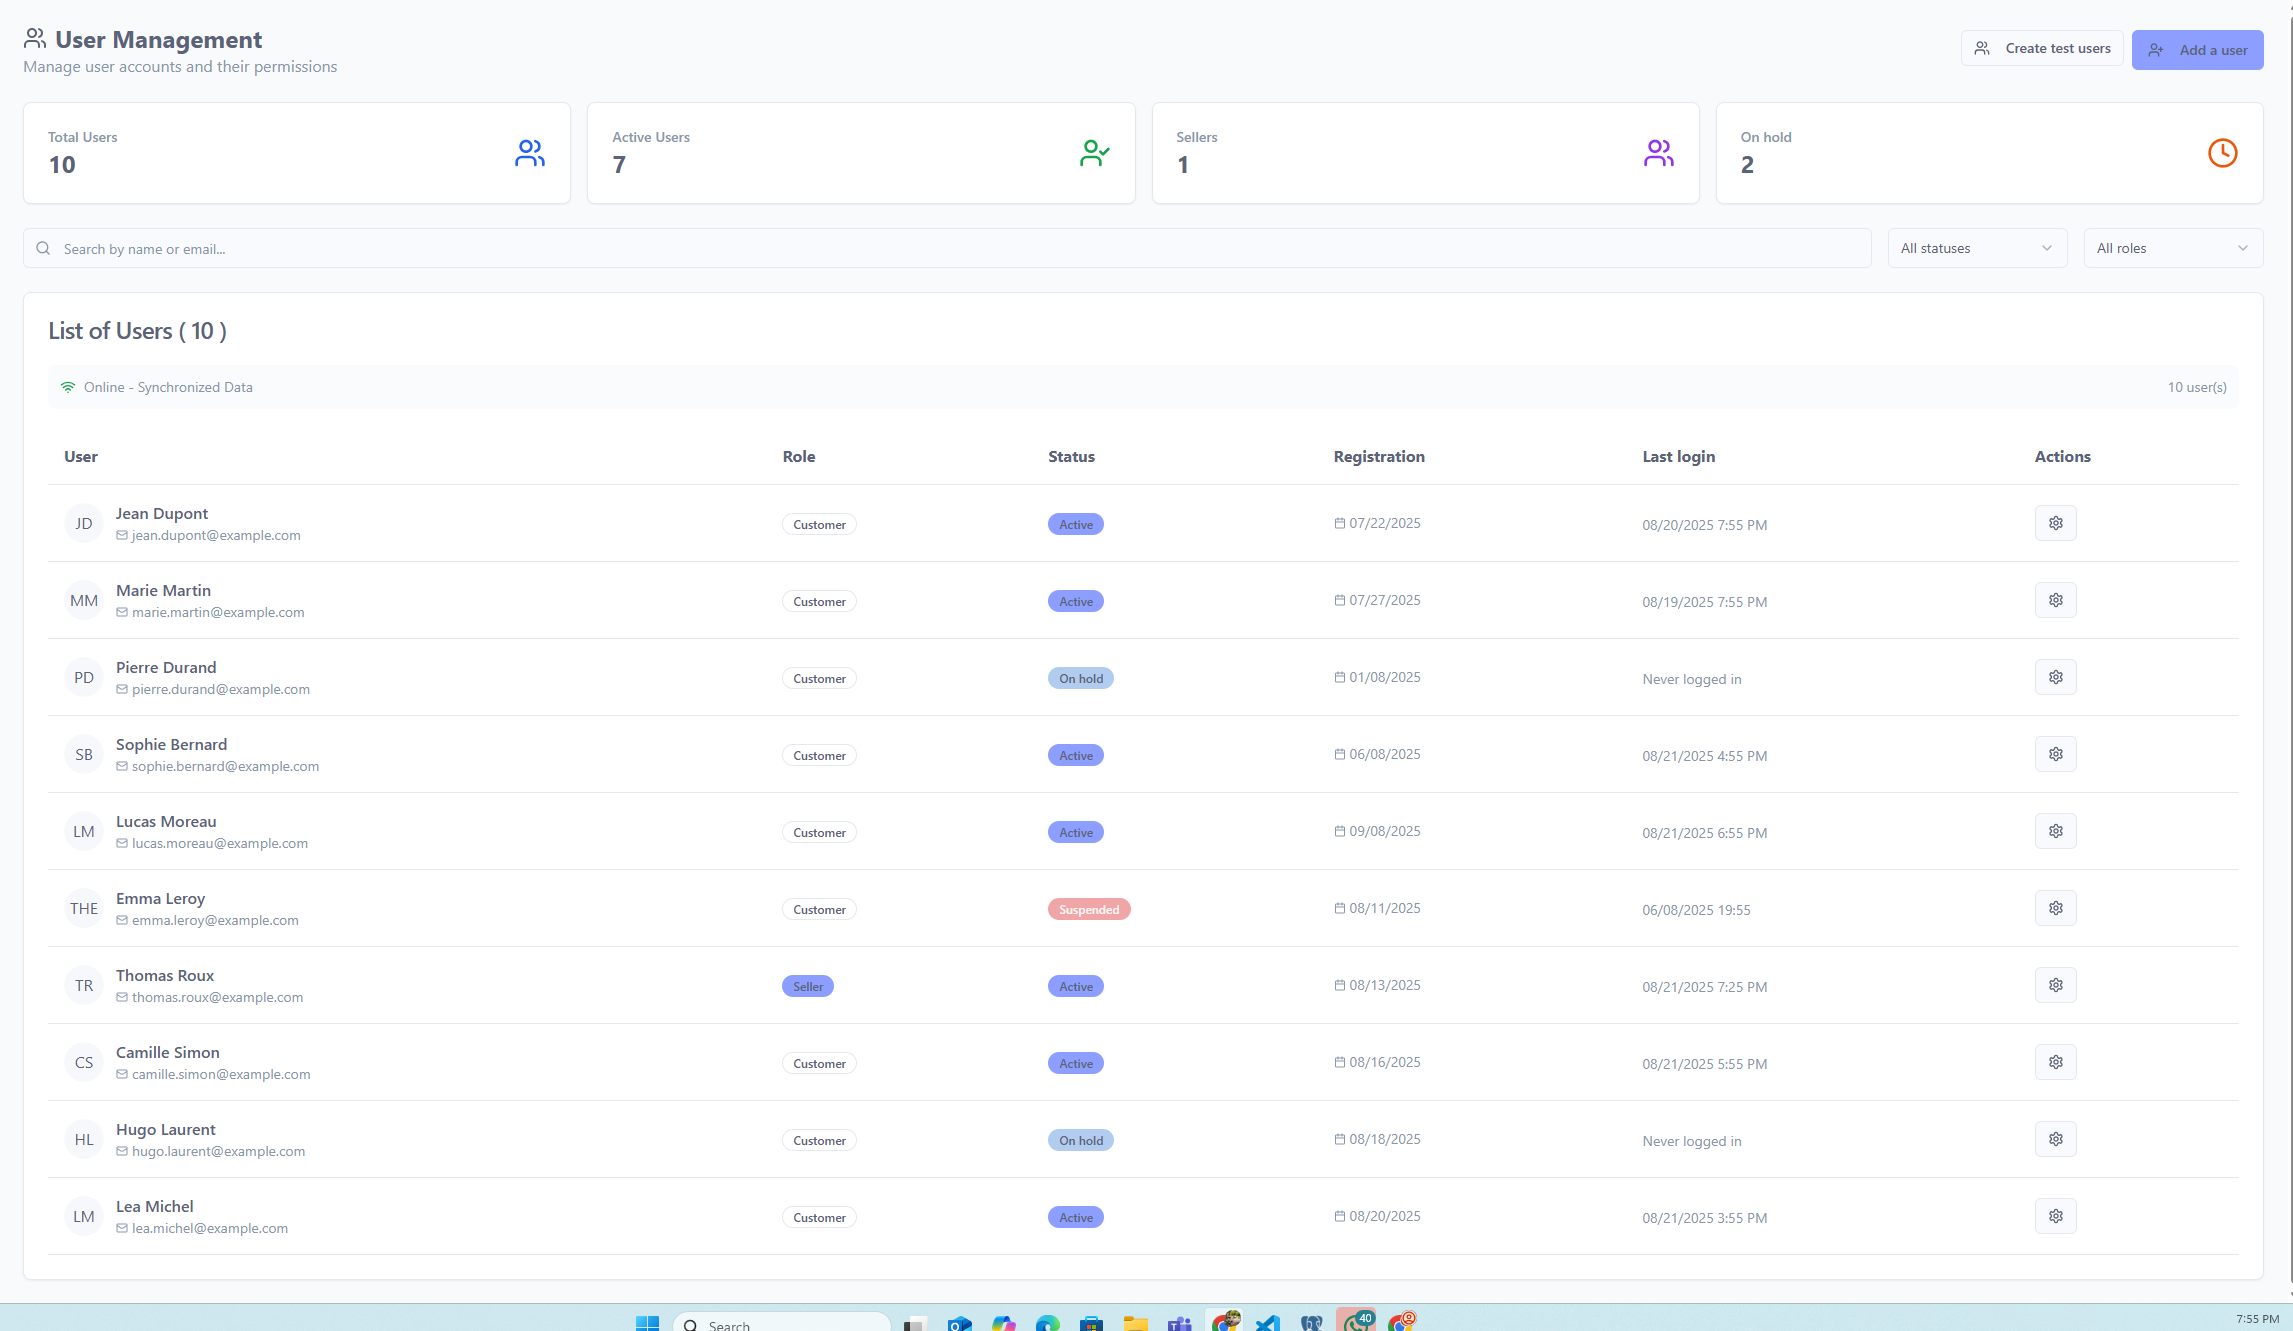 User Management
Manage user accounts and their permissions
Create test users
Add a user
Total Users
10
Active Users
7
Sellers
1
On hold
2
Search by name or email...
All statuses
All roles
List of Users ( 10 )
Online - Synchronized Data
10 user(s)
User Role Status Registration Last login Actions
JD Jean Dupont
jean.dupont@example.com
Customer Active 07/22/2025 08/20/2025 7:55 PM
MM Marie Martin
marie.martin@example.com
Customer Active 07/27/2025 08/19/2025 7:55 PM
PD Pierre Durand
pierre.durand@example.com
Customer On hold 01/08/2025 Never logged in
SB Sophie Bernard
sophie.bernard@example.com
Customer Active 06/08/2025 08/21/2025 4:55 PM
LM Lucas Moreau
lucas.moreau@example.com
Customer Active 09/08/2025 08/21/2025 6:55 PM
THE Emma Leroy
emma.leroy@example.com
Customer Suspended 08/11/2025 06/08/2025 19:55
TR Thomas Roux
thomas.roux@example.com
Seller Active 08/13/2025 08/21/2025 7:25 PM
CS Camille Simon
camille.simon@example.com
Customer Active 08/16/2025 08/21/2025 5:55 PM
HL Hugo Laurent
hugo.laurent@example.com
Customer On hold 08/18/2025 Never logged in
LM Lea Michel
lea.michel@example.com
Customer Active 08/20/2025 08/21/2025 3:55 PM
Search
40
7:55 PM